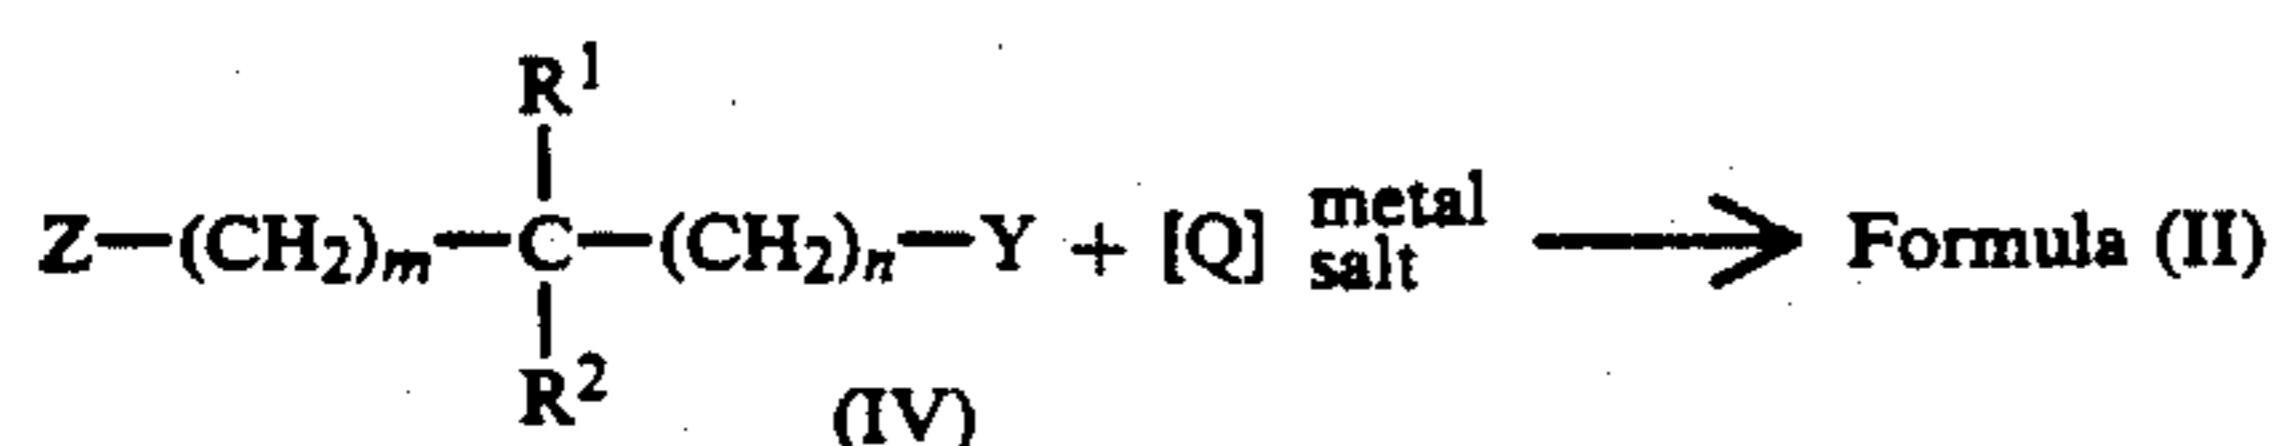 R¹
Z—(CH₂)ₘ—C—(CH₂)ₙ—Y + [Q] metal salt ⟶ Formula (II)
R²
(IV)